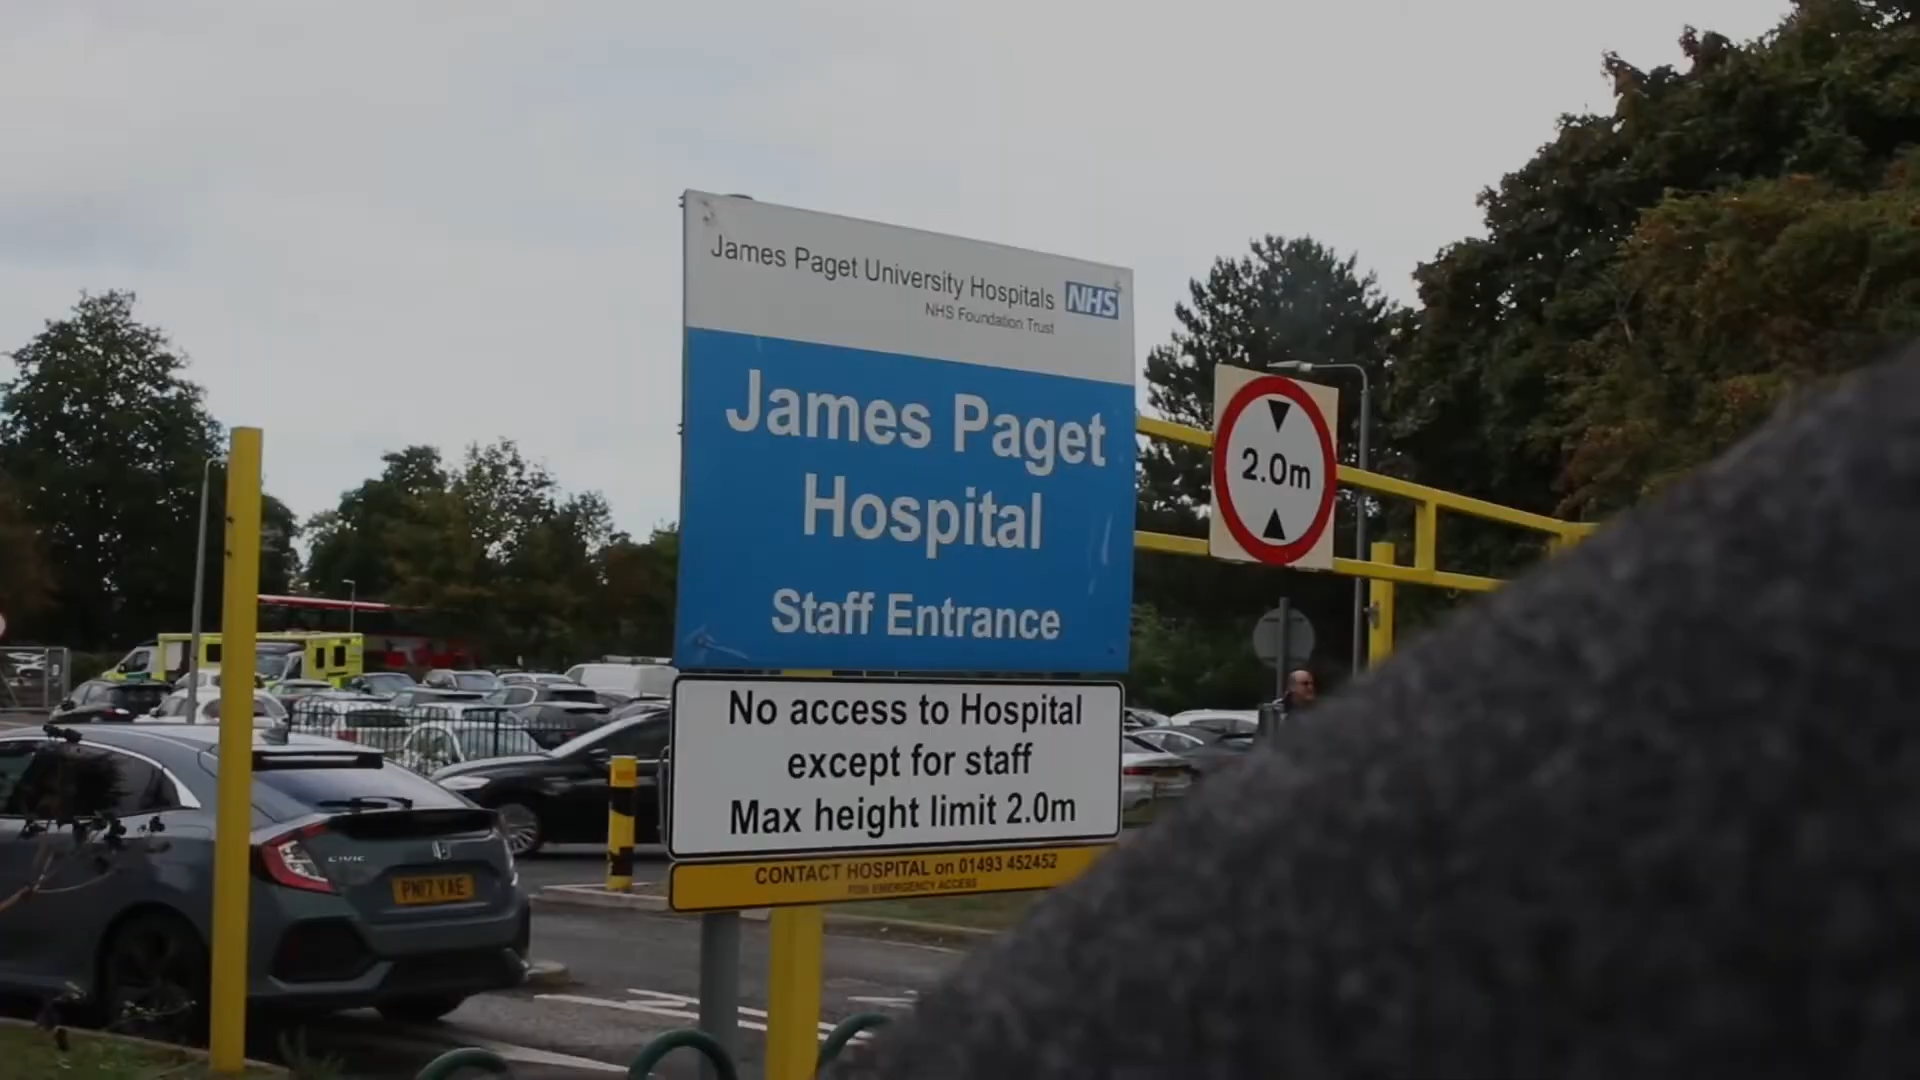 James Paget University Hospitals NHS
NHS Foundation Trust
James Paget
Hospital
Staff Entrance
2.0m
No access to Hospital
except for staff
Max height limit 2.0m
CONTACT HOSPITAL on 01493 452452
FOR EMERGENCY ACCESS
CIVIC
PN17 YAE